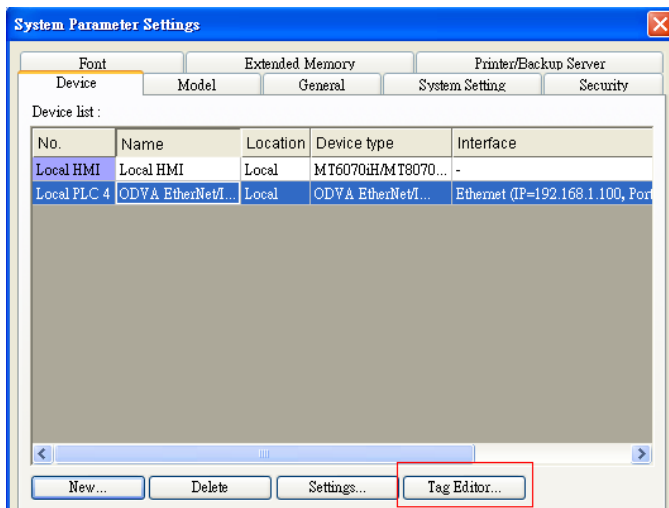 System Parameter Settings
Font Extended Memory Printer/Backup Server
Device Model General System Setting Security
Device list :
No. Name Location Device type Interface
Local HMI Local HMI Local MT6070iH/MT8070... -
Local PLC 4 ODVA EtherNet/I... Local ODVA EtherNet/I... Ethernet (IP=192.168.1.100, Port
New... Delete Settings... Tag Editor...